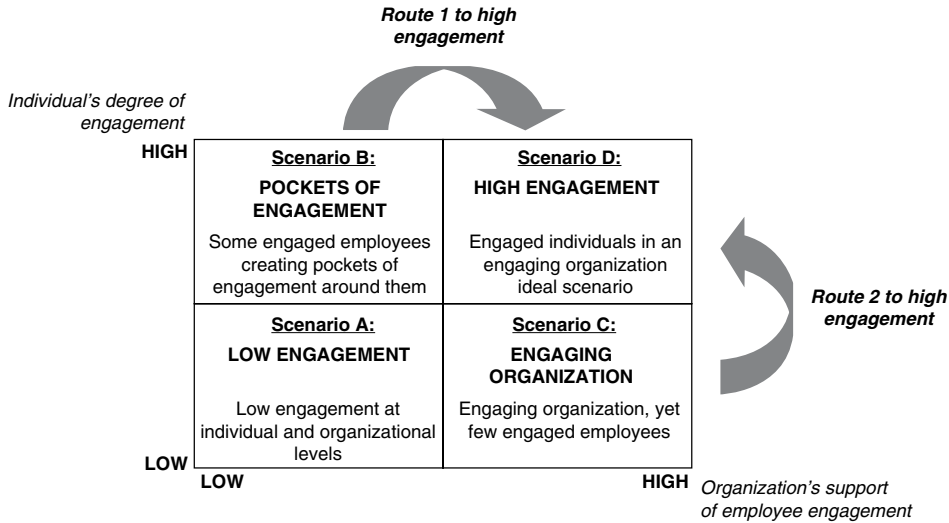 Route 1 to high
engagement
Individual's degree of
engagement
HIGH
Scenario B:
POCKETS OF
ENGAGEMENT
Some engaged employees
creating pockets of
engagement around them
Scenario D:
HIGH ENGAGEMENT
Engaged individuals in an
engaging organization
ideal scenario
Route 2 to high
engagement
Scenario A:
LOW ENGAGEMENT
Low engagement at
individual and organizational
levels
Scenario C:
ENGAGING
ORGANIZATION
Engaging organization, yet
few engaged employees
LOW
LOW
HIGH
Organization's support
of employee engagement